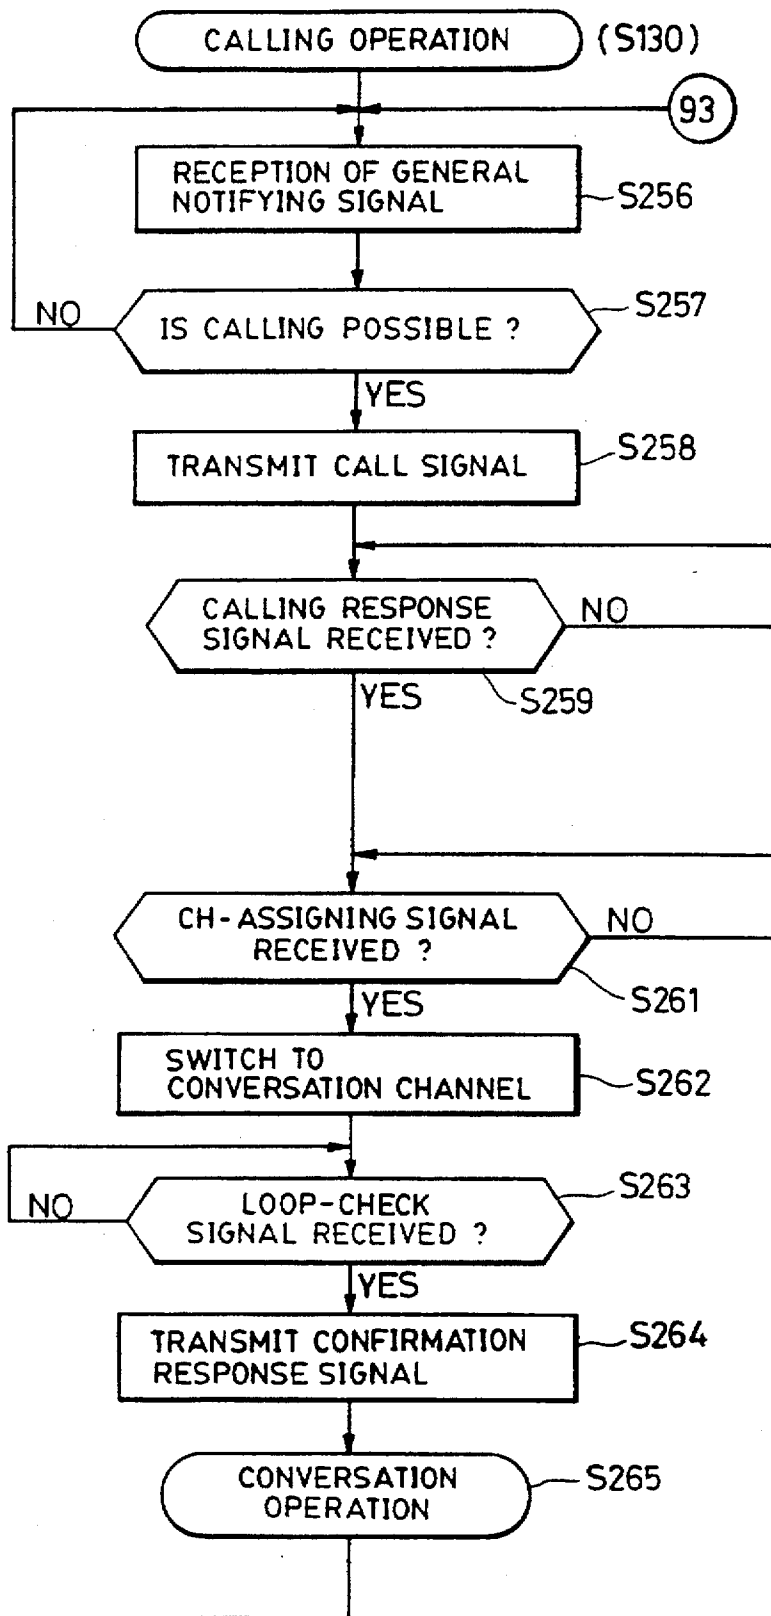 CALLING OPERATION (S130)
93
RECEPTION OF GENERAL
NOTIFYING SIGNAL
S256
IS CALLING POSSIBLE ?
S257
NO
YES
TRANSMIT CALL SIGNAL
S258
CALLING RESPONSE
SIGNAL RECEIVED ?
NO
S259
YES
CH-ASSIGNING SIGNAL
RECEIVED ?
NO
S261
YES
SWITCH TO
CONVERSATION CHANNEL
S262
LOOP-CHECK
SIGNAL RECEIVED ?
S263
NO
YES
TRANSMIT CONFIRMATION
RESPONSE SIGNAL
S264
CONVERSATION
OPERATION
S265